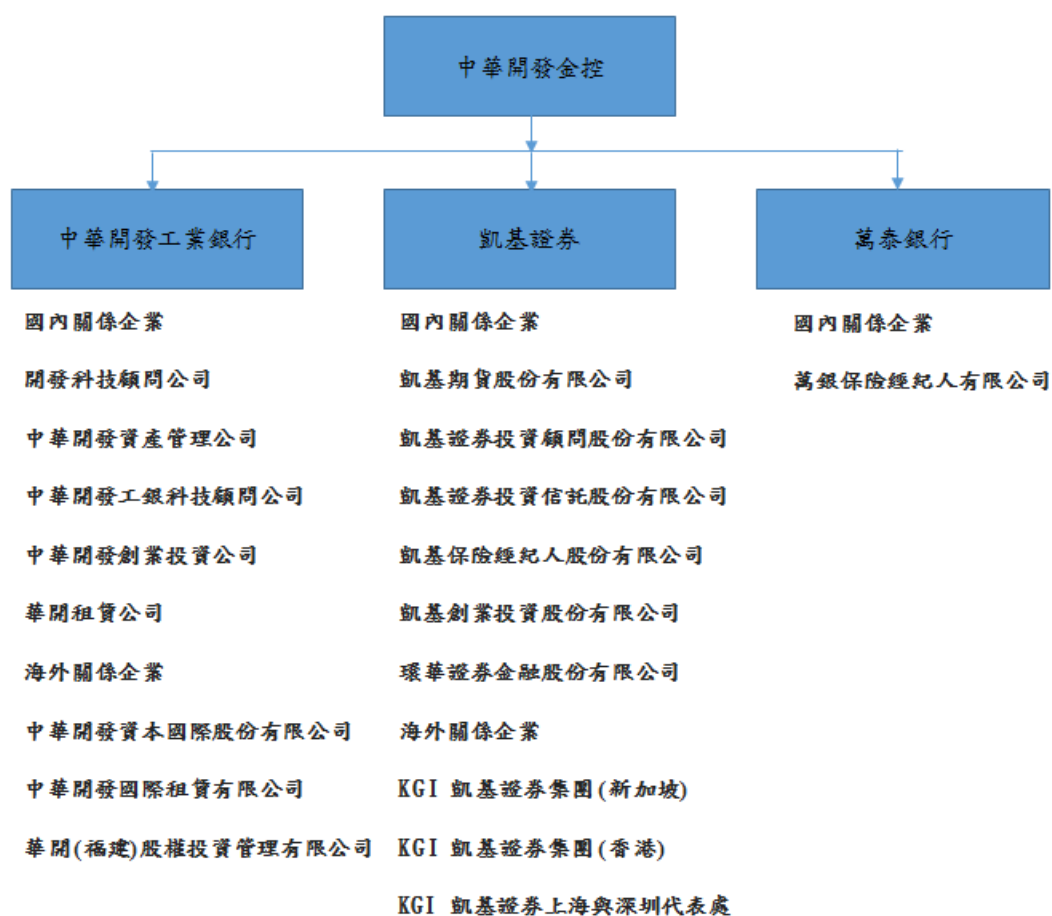 中華開發金控
中華開發工業銀行
凱基證券
萬泰銀行
國內關係企業
開發科技顧問公司
中華開發資產管理公司
中華開發工銀科技顧問公司
中華開發創業投資公司
華開租賃公司
海外關係企業
中華開發資本國際股份有限公司
中華開發國際租賃有限公司
華開(福建)股權投資管理有限公司
國內關係企業
凱基期貨股份有限公司
凱基證券投資顧問股份有限公司
凱基證券投資信託股份有限公司
凱基保險經紀人股份有限公司
凱基創業投資股份有限公司
環華證券金融股份有限公司
海外關係企業
KGI 凱基證券集團(新加坡)
KGI 凱基證券集團(香港)
KGI 凱基證券上海與深圳代表處
國內關係企業
萬銀保險經紀人有限公司